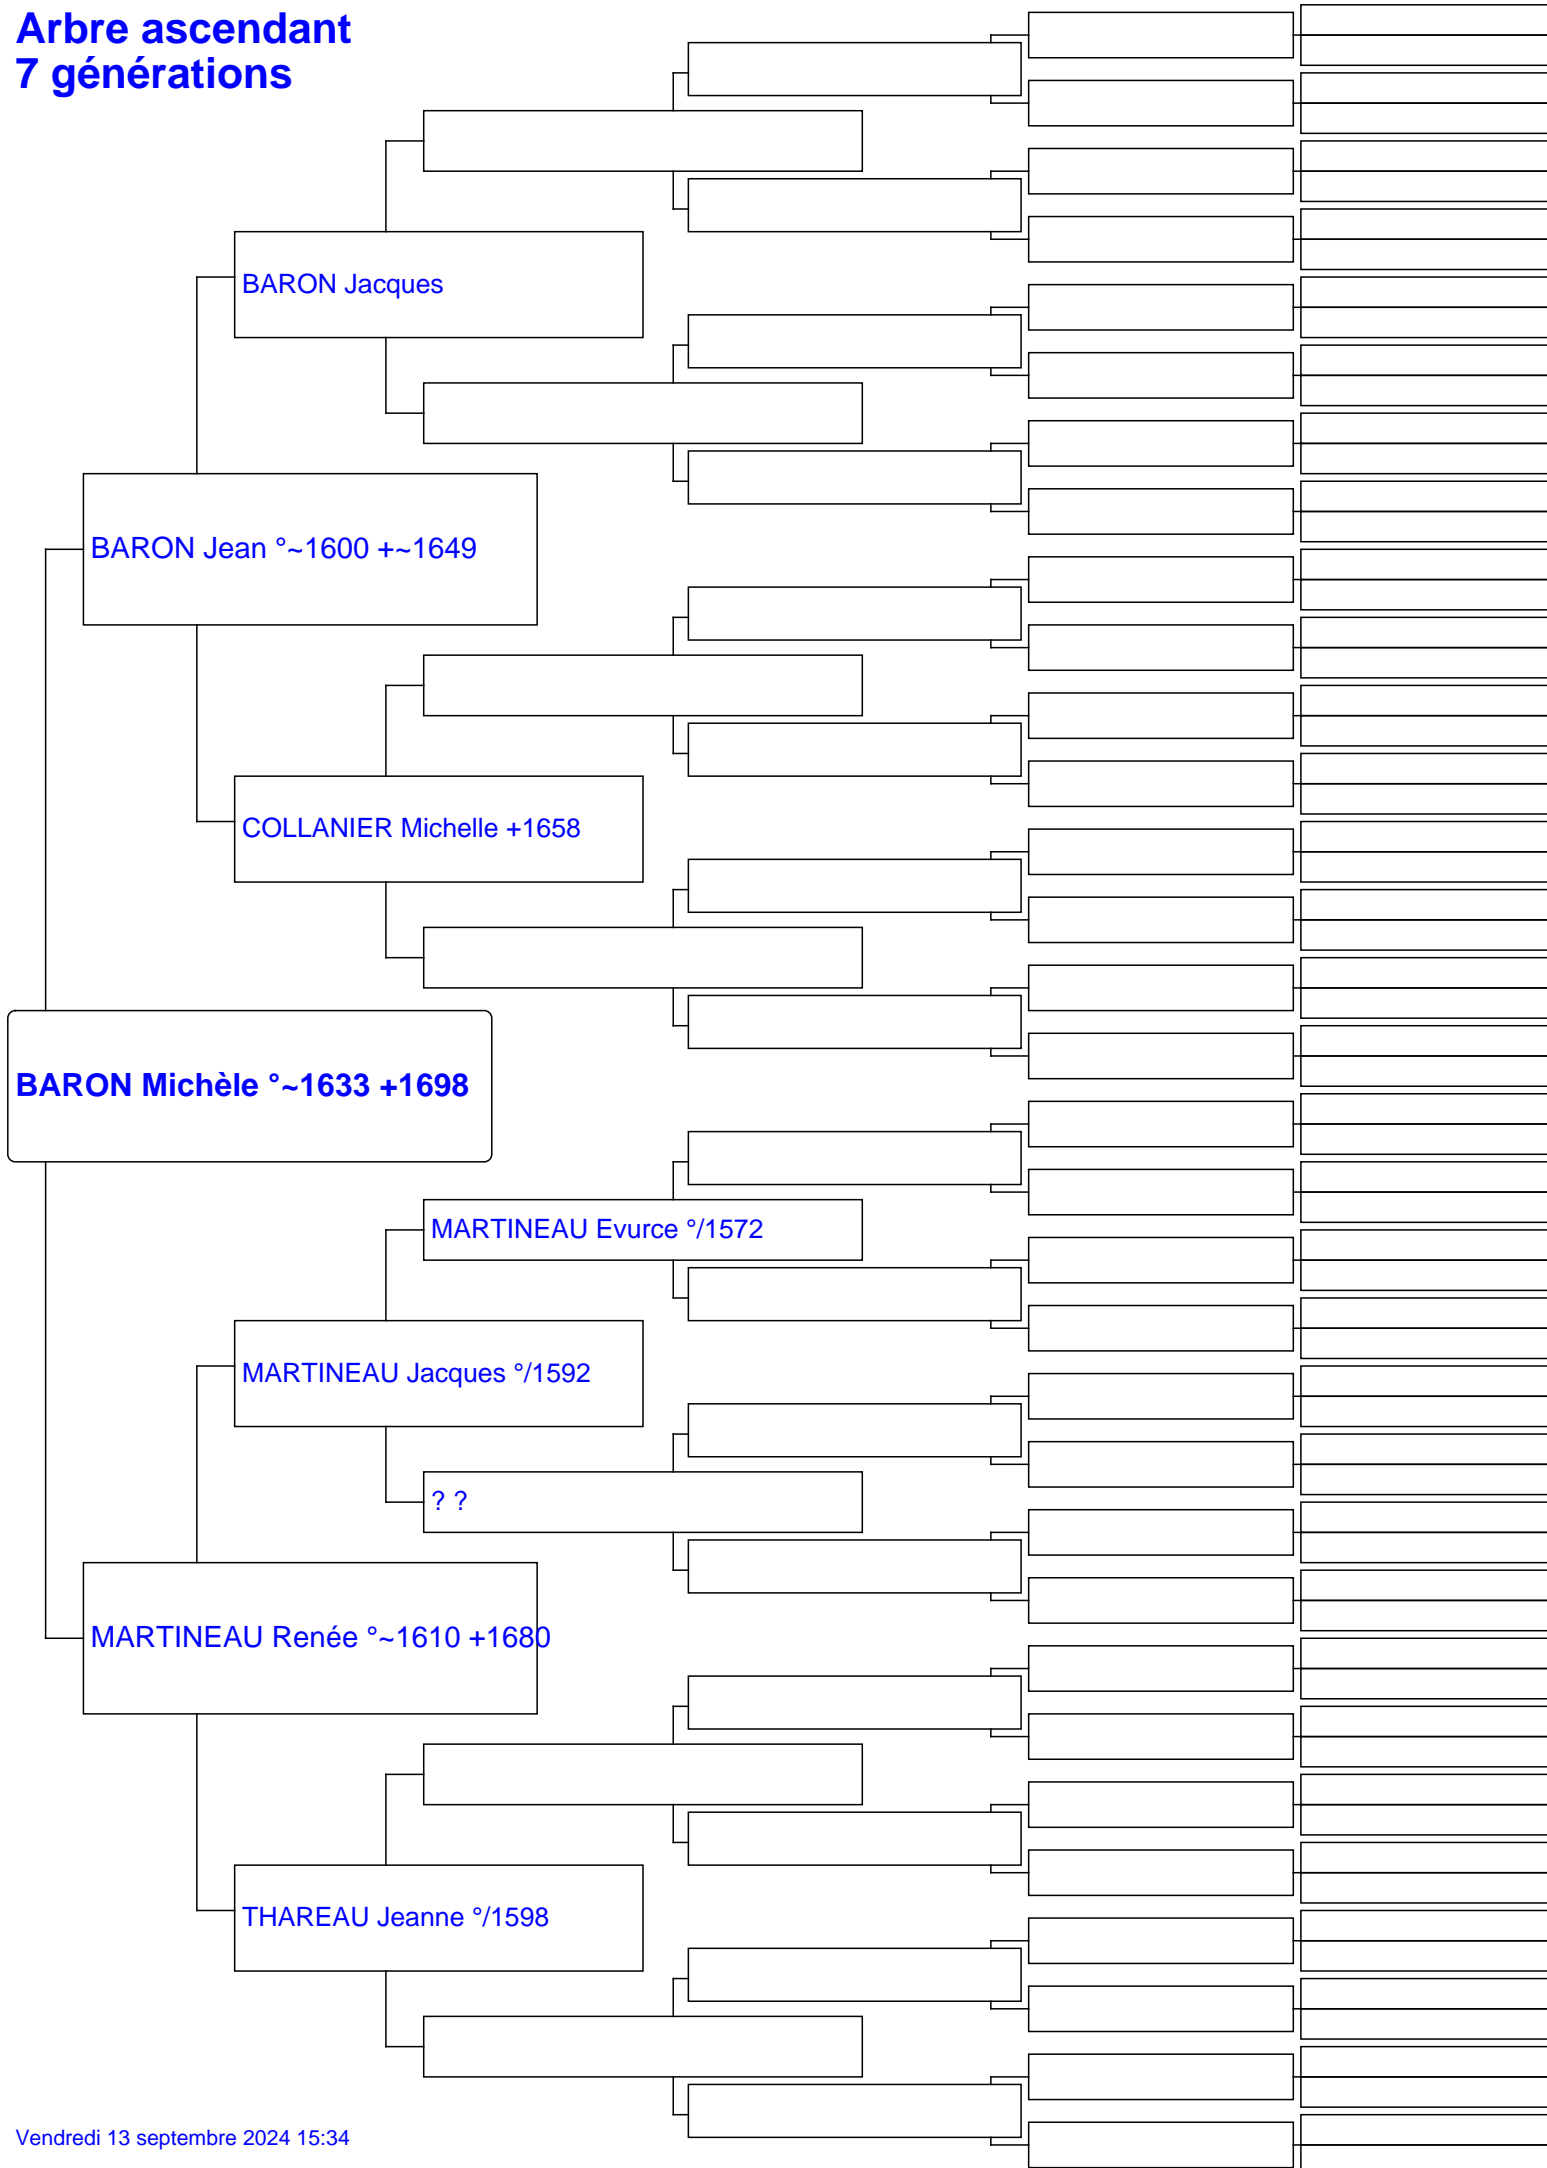 Arbre ascendant
7 générations
BARON Jacques
BARON Jean °~1600 +~1649
COLLANIER Michelle +1658
BARON Michèle °~1633 +1698
MARTINEAU Evurce °/1572
MARTINEAU Jacques °/1592
? ?
MARTINEAU Renée °~1610 +1680
THAREAU Jeanne °/1598
Vendredi 13 septembre 2024 15:34